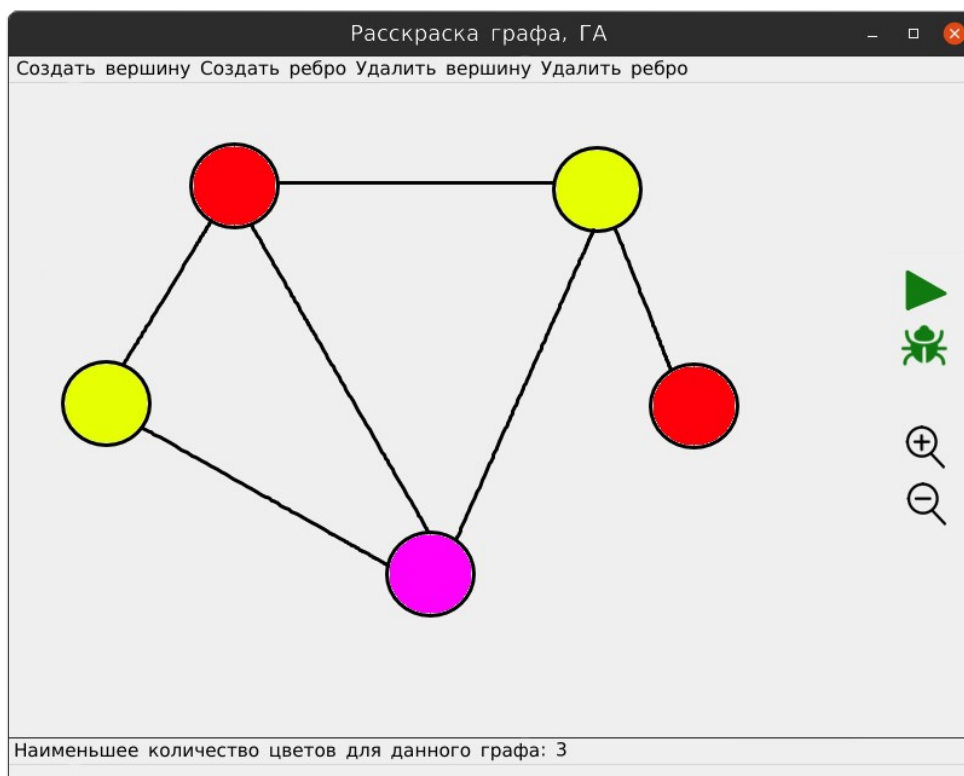 Расскраска графа, ГА
Создать вершину Создать ребро Удалить вершину Удалить ребро
Наименьшее количество цветов для данного графа: 3